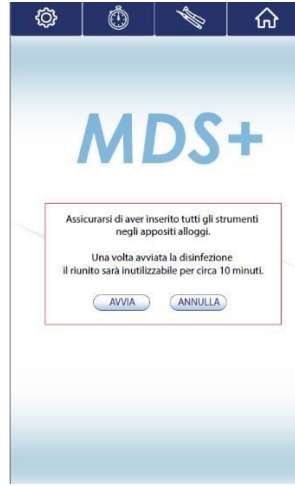 MDS+
Assicurarsi di aver inserito tutti gli strumenti
negli appositi alloggi.
Una volta avviata la disinfezione
il riunito sarà inutilizzabile per circa 10 minuti.
AVVIA ANNULLA